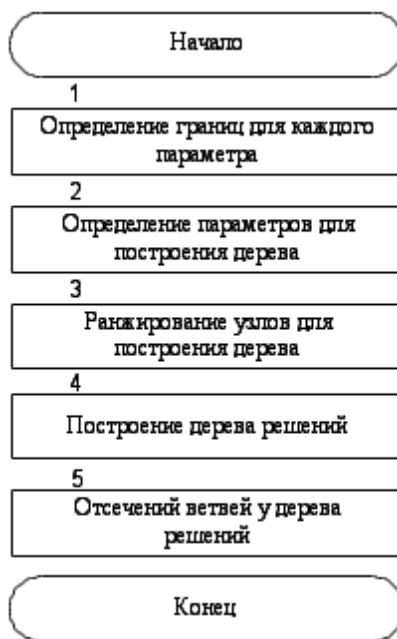 Начало
1
Определение границ для каждого
параметра
2
Определение параметров для
построения дерева
3
Ранжирование узлов для
построения дерева
4
Построение дерева решений
5
Отсечений ветвей у дерева
решений
Конец